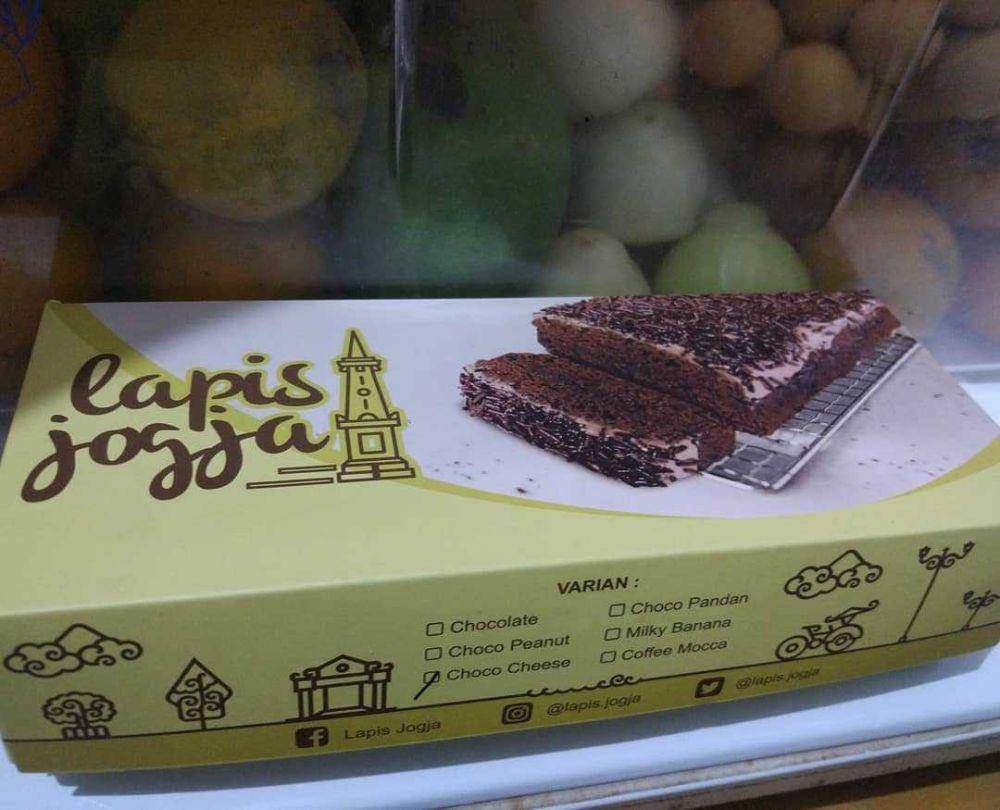 lapis
jogja
VARIAN :
Chocolate
Choco Peanut
Choco Cheese
Choco Pandan
Milky Banana
Coffee Mocca
Lapis Jogja
@lapis.jogja
@lapis.jogja